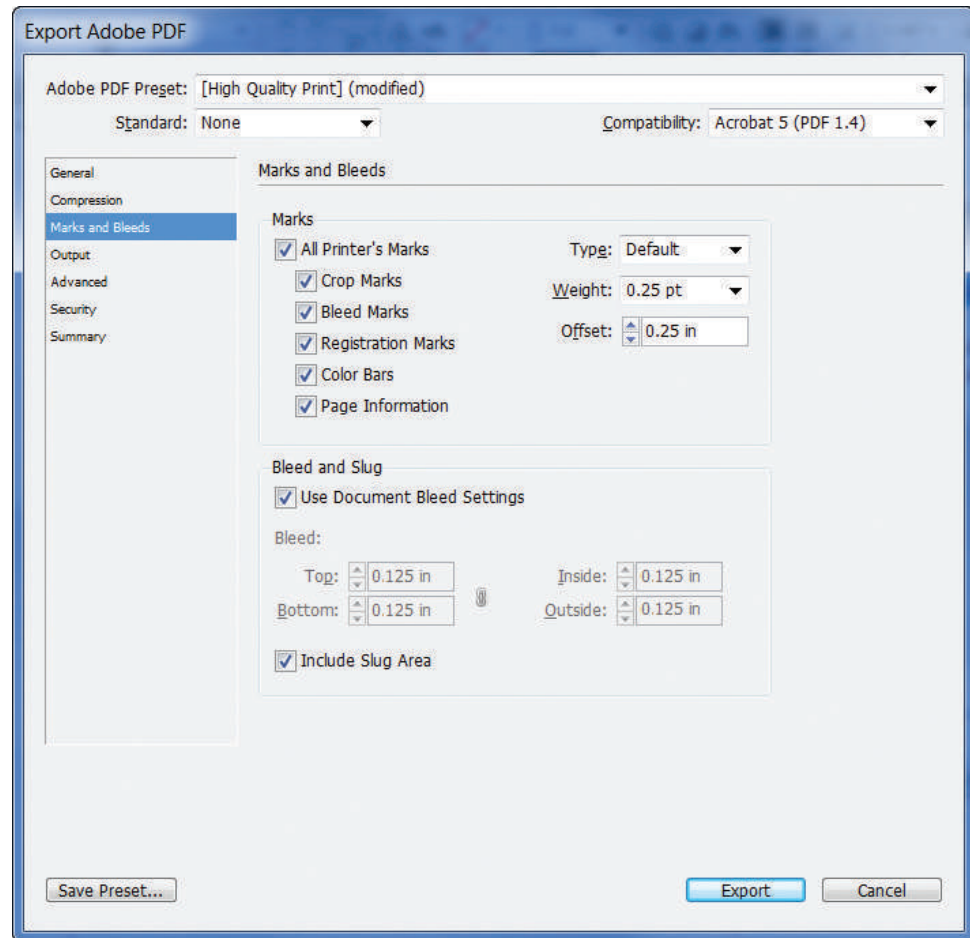 Export Adobe PDF
Adobe PDF Preset: [High Quality Print] (modified)
Standard: None Compatibility: Acrobat 5 (PDF 1.4)
General
Compression
Marks and Bleeds
Output
Advanced
Security
Summary
Marks and Bleeds
Marks
All Printer's Marks
Crop Marks
Bleed Marks
Registration Marks
Color Bars
Page Information
Type: Default
Weight: 0.25 pt
Offset: 0.25 in
Bleed and Slug
Use Document Bleed Settings
Bleed:
Top: 0.125 in Inside: 0.125 in
Bottom: 0.125 in Outside: 0.125 in
Include Slug Area
Save Preset... Export Cancel